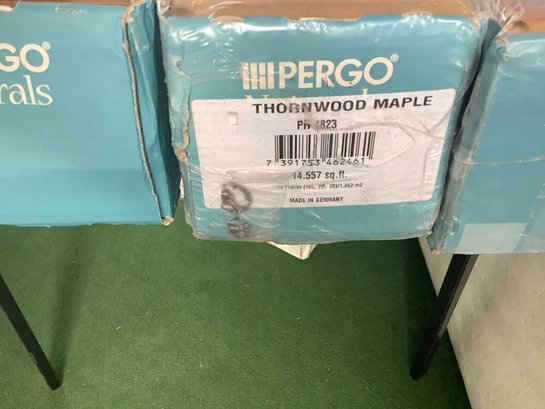 PERGO®
THORNWOOD MAPLE
7 391753 462461
14.557 sq.ft.
MADE IN GERMANY
GO®
rals